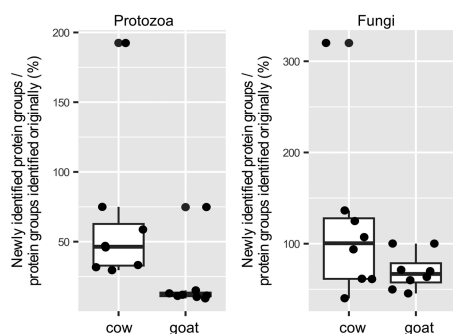 Protozoa
Newly identified protein groups /
protein groups identified originally (%)
200
150
100
50
cow
goat
Fungi
Newly identified protein groups /
protein groups identified originally (%)
300
200
100
cow
goat